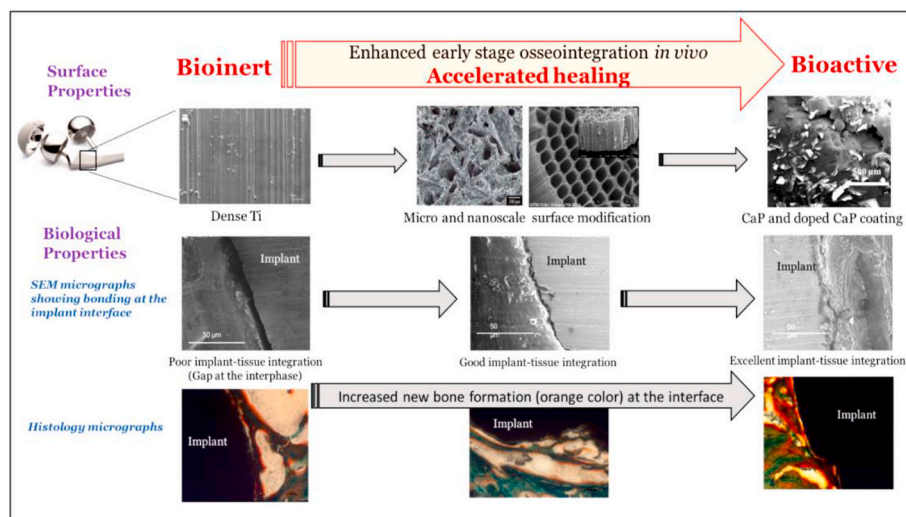 Enhanced early stage osseointegration in vivo
Surface
Properties
Bioinert
Accelerated healing
Bioactive
500 µm
Dense Ti
Micro and nanoscale surface modification
CaP and doped CaP coating
Biological
Properties
SEM micrographs
showing bonding at the
implant interface
Implant
50 µm
Implant
50
µm
Implant
50
µm
Poor implant-tissue integration
(Gap at the interphase)
Good implant-tissue integration
Excellent implant-tissue integration
Increased new bone formation (orange color) at the interface
Histology micrographs
Implant
Implant
Implant